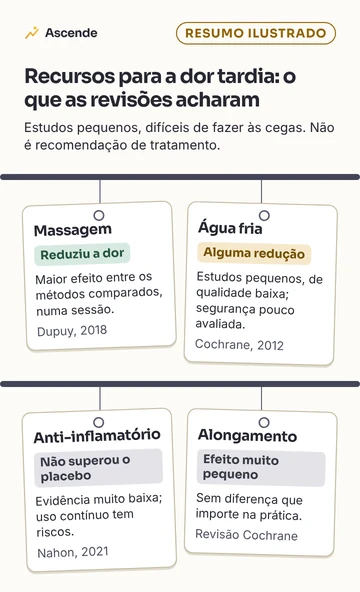 Ascende
RESUMO ILUSTRADO
Recursos para a dor tardia: o
que as revisões acharam
Estudos pequenos, difíceis de fazer às cegas. Não
é recomendação de tratamento.
Massagem
Reduziu a dor
Maior efeito entre os
métodos comparados,
numa sessão.
Dupuy, 2018
Água fria
Alguma redução
Estudos pequenos, de
qualidade baixa;
segurança pouco
avaliada.
Cochrane, 2012
Anti-inflamatório
Não superou o
placebo
Evidência muito baixa;
uso contínuo tem
riscos.
Nahon, 2021
Alongamento
Efeito muito
pequeno
Sem diferença que
importe na prática.
Revisão Cochrane